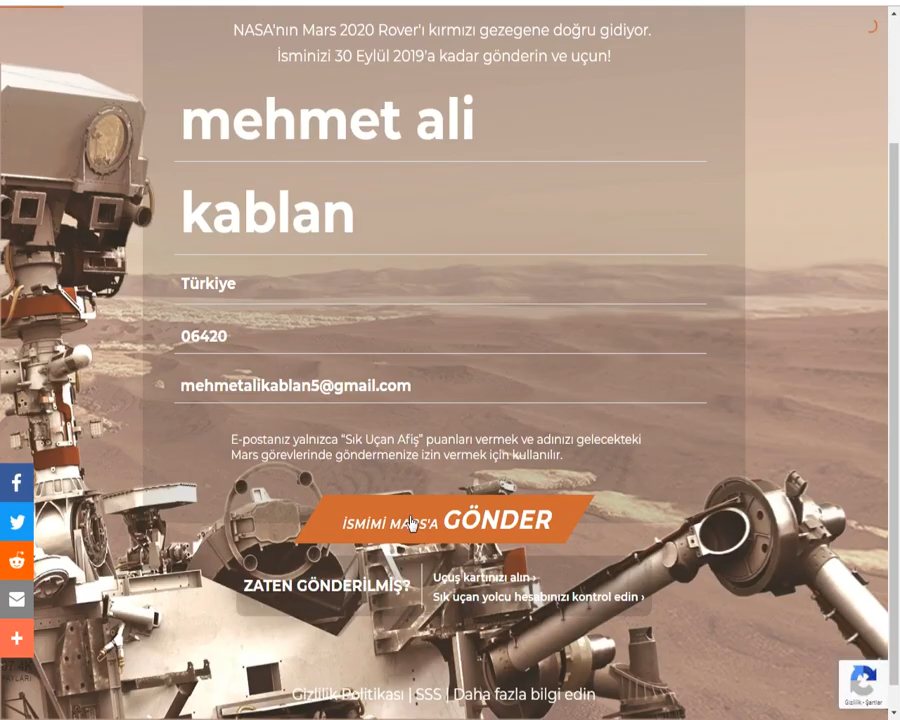 NASA'nın Mars 2020 Rover'ı kırmızı gezegene doğru gidiyor.
İsminizi 30 Eylül 2019'a kadar gönderin ve uçun!
mehmet ali
kablan
Türkiye
06420
mehmetalikablan5@gmail.com
E-postanız yalnızca "Sık Uçan Afiş" puanları vermek ve adınızı gelecekteki
Mars görevlerinde göndermenize izin vermek için kullanılır.
İSMİMİ MARS'A GÖNDER
ZATEN GÖNDERİLMİŞ?
Uçuş kartınızı alın ›
Sık uçan yolcu hesabınızı kontrol edin ›
PAYLAR
Gizlilik Politikası | SSS | Daha fazla bilgi edin
Gizlilik - Şartlar